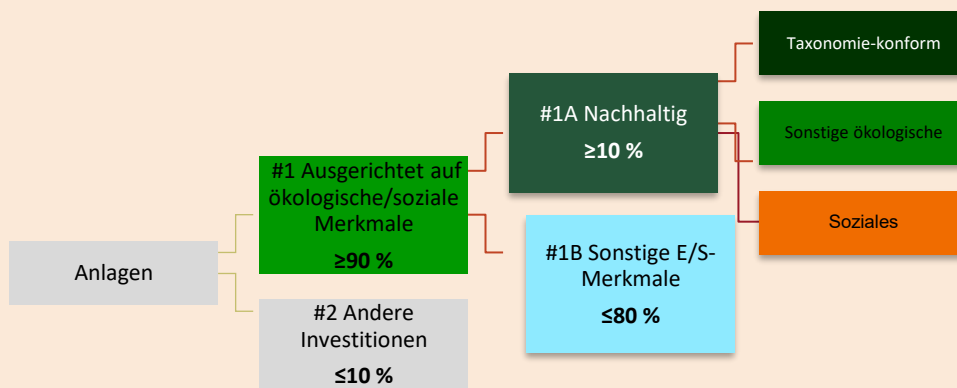 Anlagen
#1 Ausgerichtet auf
ökologische/soziale
Merkmale
≥90 %
#2 Andere
Investitionen
≤10 %
#1A Nachhaltig
≥10 %
#1B Sonstige E/S-
Merkmale
≤80 %
Taxonomie-konform
Sonstige ökologische
Soziales